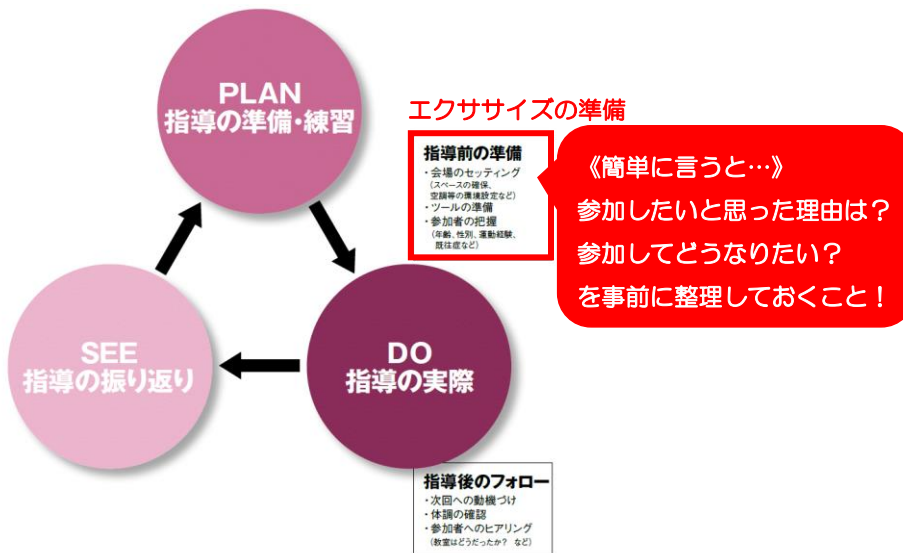 PLAN
指導の準備・練習
エクササイズの準備
指導前の準備
・会場のセッティング
(スペースの確保、
空調等の環境設定など)
・ツールの準備
・参加者の把握
(年齢、性別、運動経験、
既往症など)
《簡単に言うと…》
参加したいと思った理由は？
参加してどうなりたい？
を事前に整理しておくこと！
SEE
指導の振り返り
DO
指導の実際
指導後のフォロー
・次回への動機づけ
・体調の確認
・参加者へのヒアリング
(教室はどうだったか？ など)